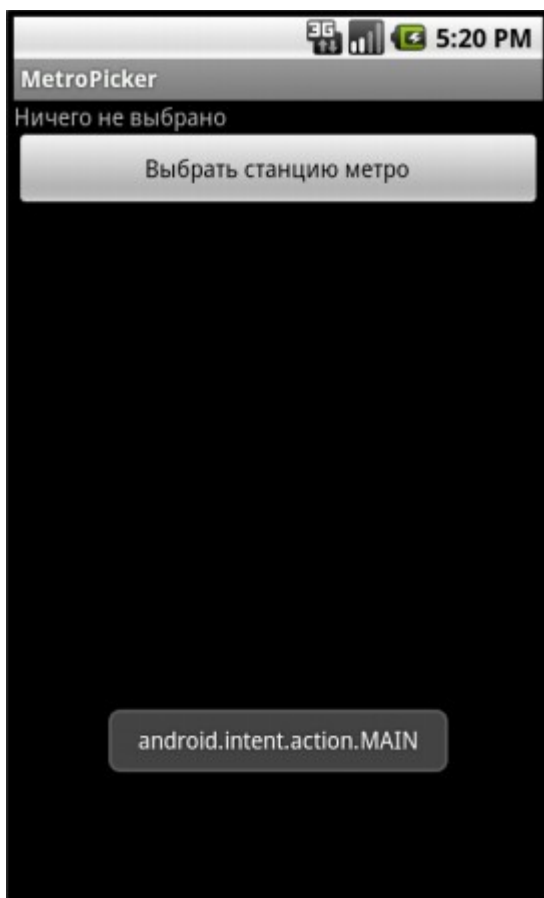 3G 5:20 PM
MetroPicker
Ничего не выбрано
Выбрать станцию метро
android.intent.action.MAIN